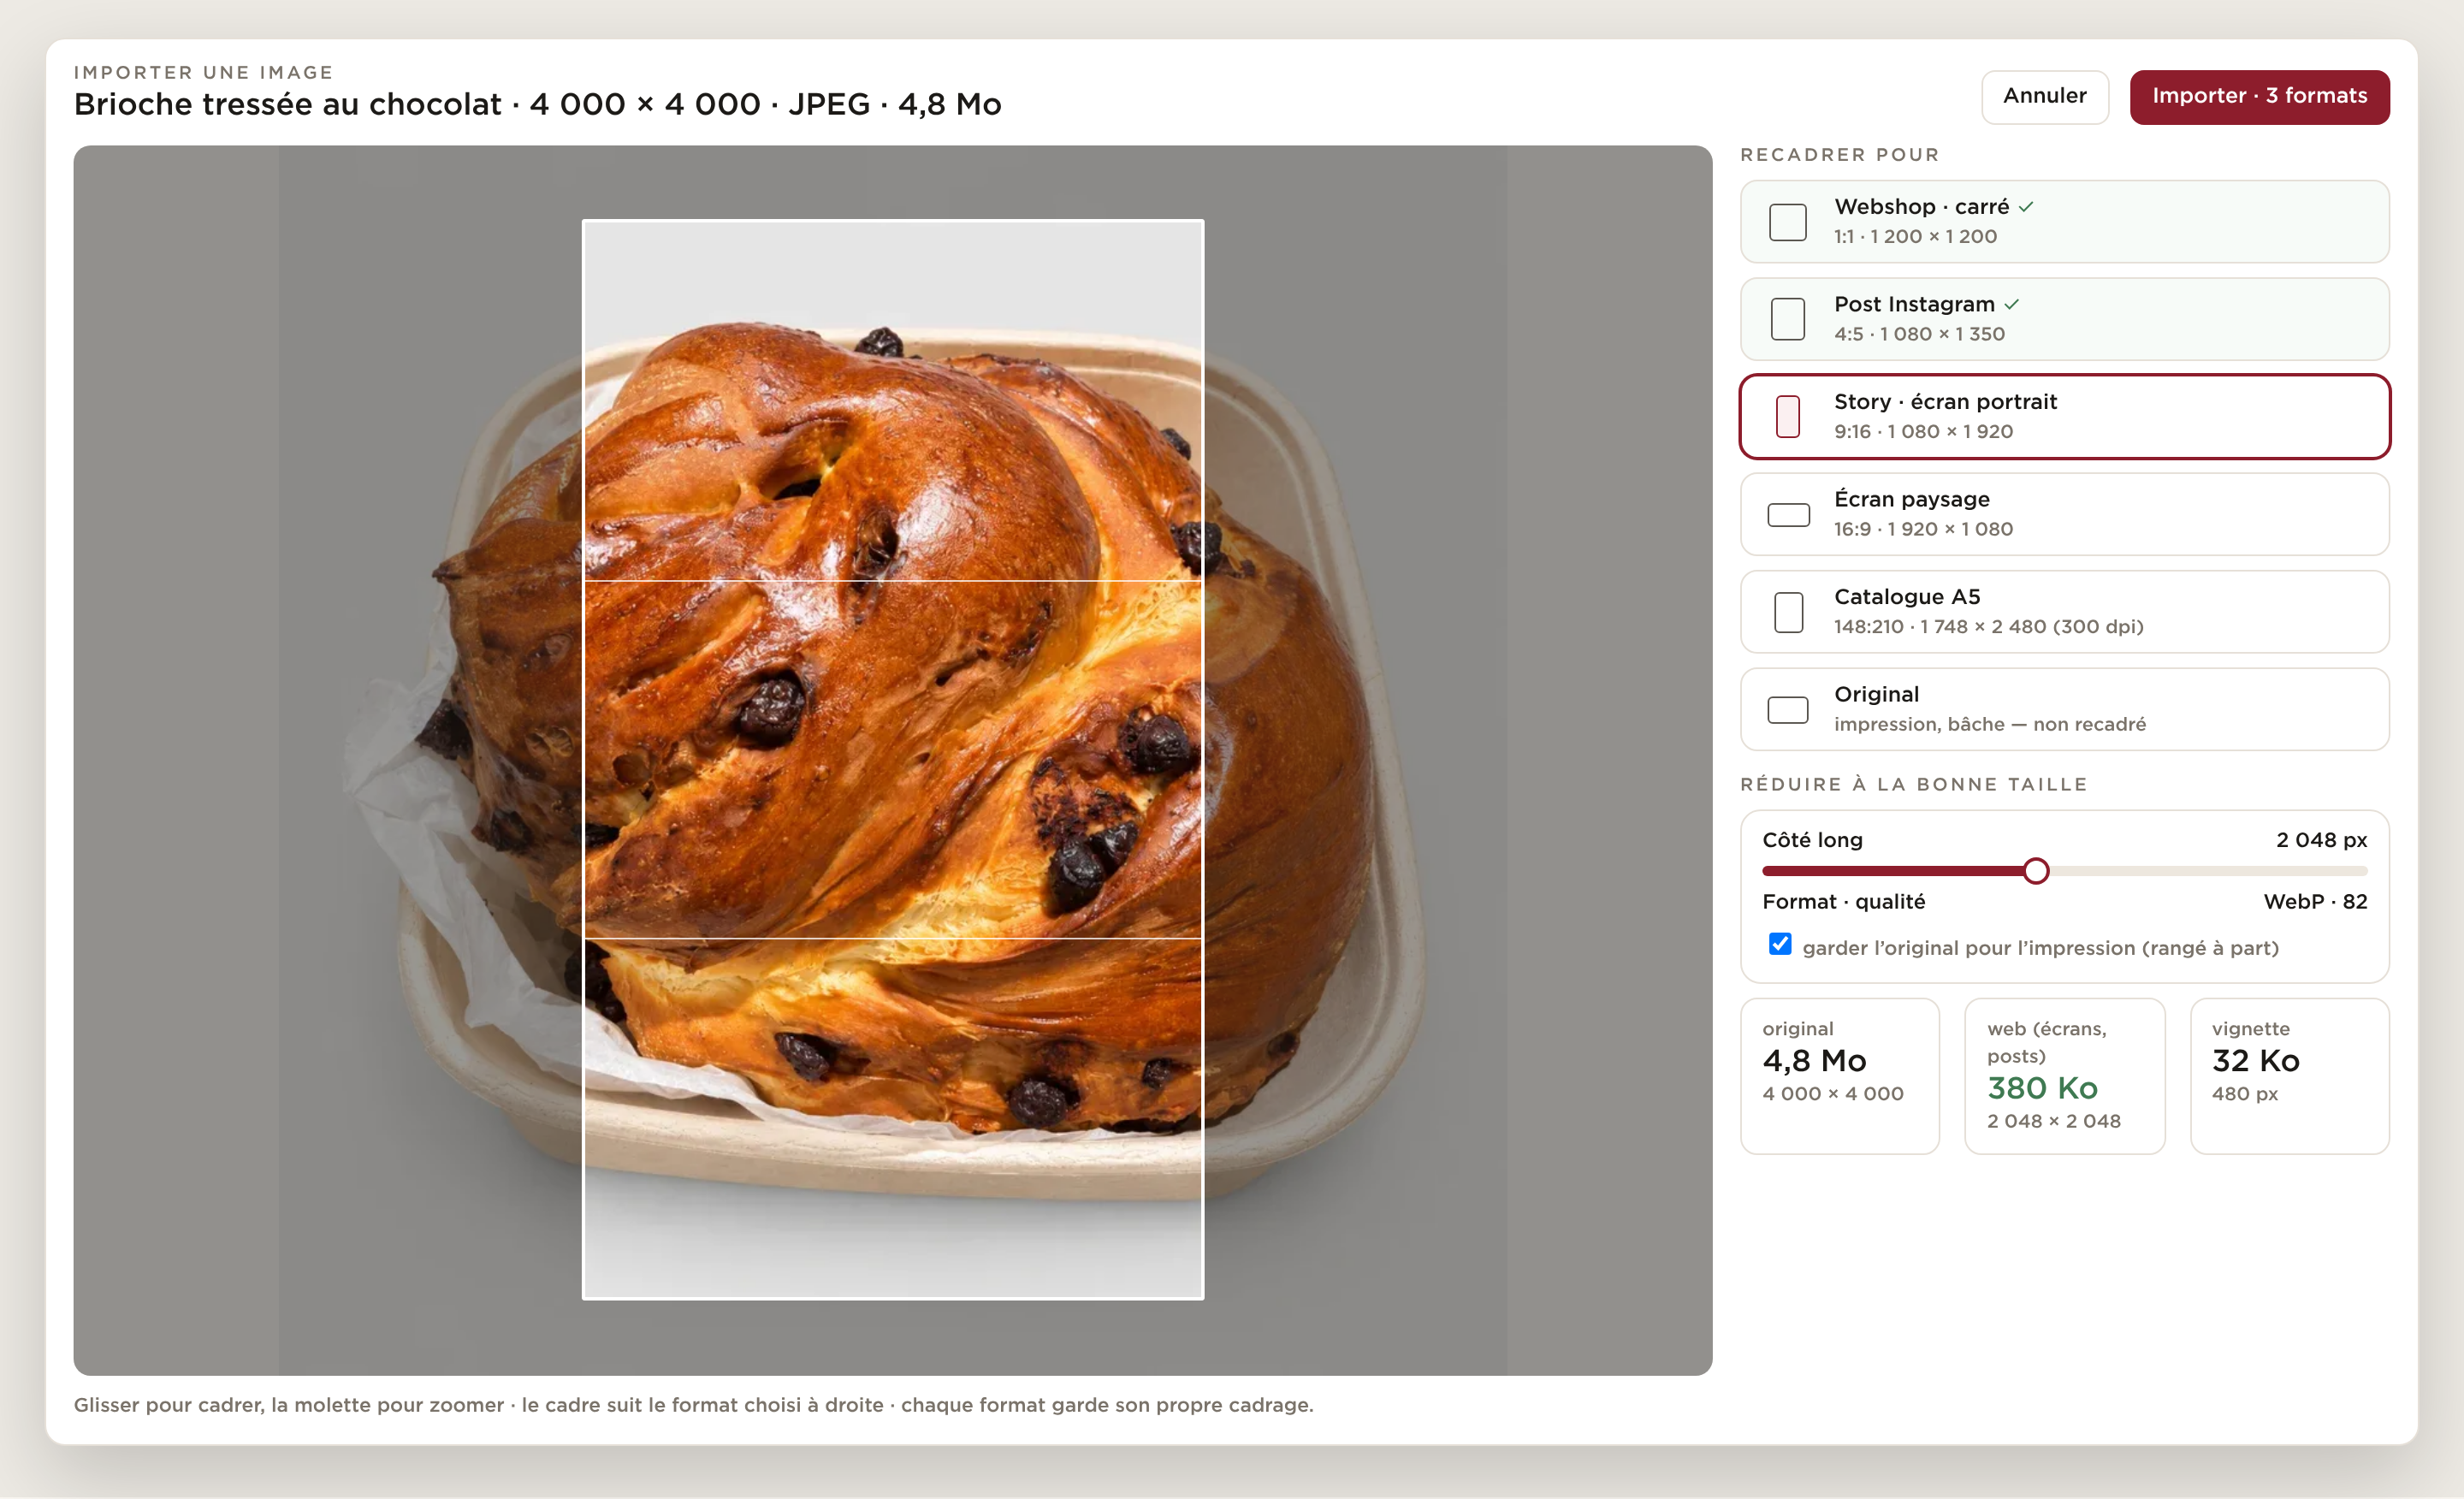 IMPORTER UNE IMAGE
Brioche tressée au chocolat · 4 000 × 4 000 · JPEG · 4,8 Mo
Annuler
Importer · 3 formats
RECADRER POUR
Webshop · carré ✓
1:1 · 1 200 × 1 200
Post Instagram ✓
4:5 · 1 080 × 1 350
Story · écran portrait
9:16 · 1 080 × 1 920
Écran paysage
16:9 · 1 920 × 1 080
Catalogue A5
148:210 · 1 748 × 2 480 (300 dpi)
Original
impression, bâche — non recadré
RÉDUIRE À LA BONNE TAILLE
Côté long
2 048 px
Format · qualité
WebP · 82
garder l’original pour l’impression (rangé à part)
original
4,8 Mo
4 000 × 4 000
web (écrans,
posts)
380 Ko
2 048 × 2 048
vignette
32 Ko
480 px
Glisser pour cadrer, la molette pour zoomer · le cadre suit le format choisi à droite · chaque format garde son propre cadrage.